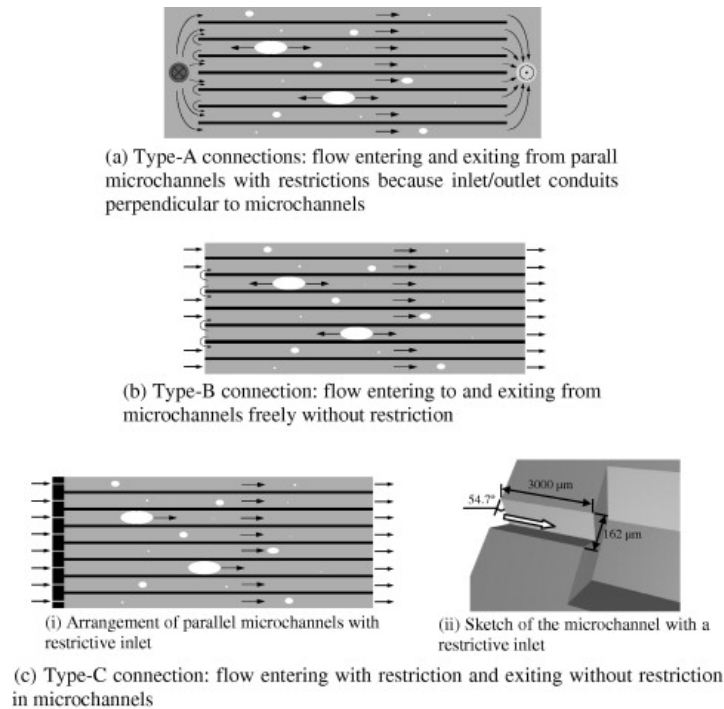 (a) Type-A connections: flow entering and exiting from parall
microchannels with restrictions because inlet/outlet conduits
perpendicular to microchannels
(b) Type-B connection: flow entering to and exiting from
microchannels freely without restriction
3000 μm
54.7°
162 μm
(i) Arrangement of parallel microchannels with
restrictive inlet
(ii) Sketch of the microchannel with a
restrictive inlet
(c) Type-C connection: flow entering with restriction and exiting without restriction
in microchannels